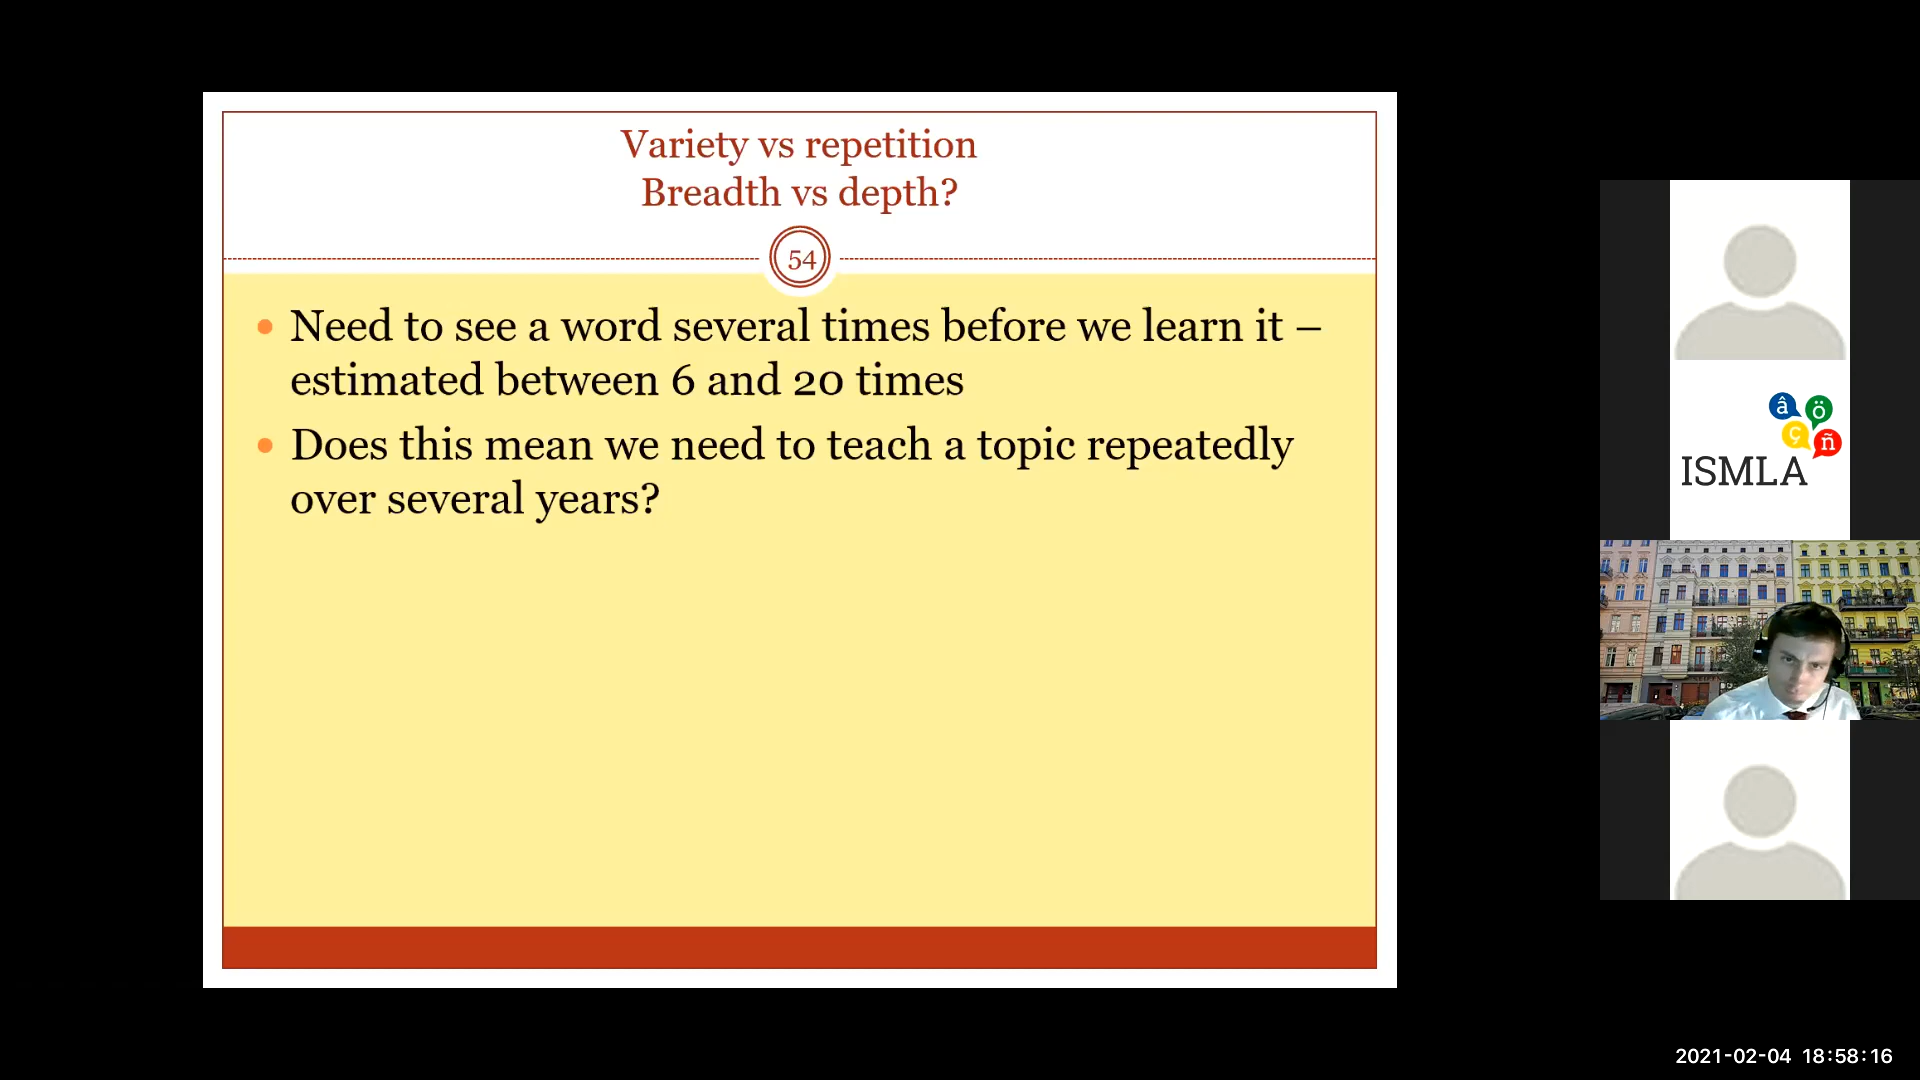 Variety vs repetition
Breadth vs depth?
54
• Need to see a word several times before we learn it –
estimated between 6 and 20 times
• Does this mean we need to teach a topic repeatedly
over several years?
â ö
ç ñ
ISMLA
2021-02-04 18:58:16